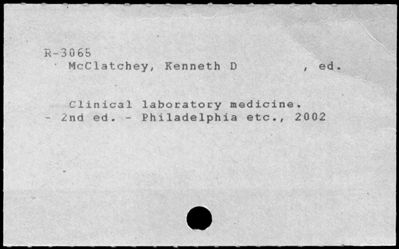 R-3065
McClatchey, Kenneth D , ed.
Clinical laboratory medicine.
- 2nd ed. - Philadelphia etc., 2002